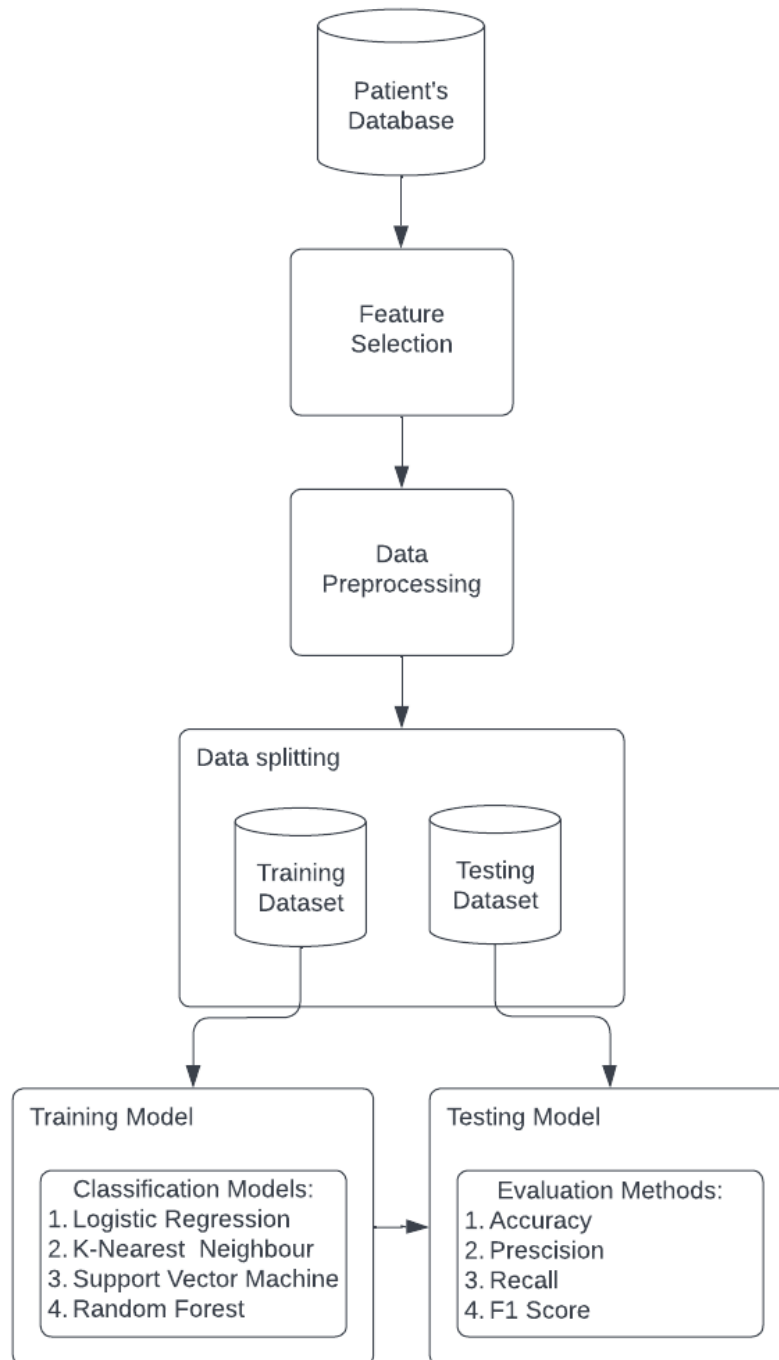 Patient's
Database
Feature
Selection
Data
Preprocessing
Data splitting
Training
Dataset
Testing
Dataset
Training Model
Classification Models:
1. Logistic Regression
2. K-Nearest Neighbour
3. Support Vector Machine
4. Random Forest
Testing Model
Evaluation Methods:
1. Accuracy
2. Prescision
3. Recall
4. F1 Score